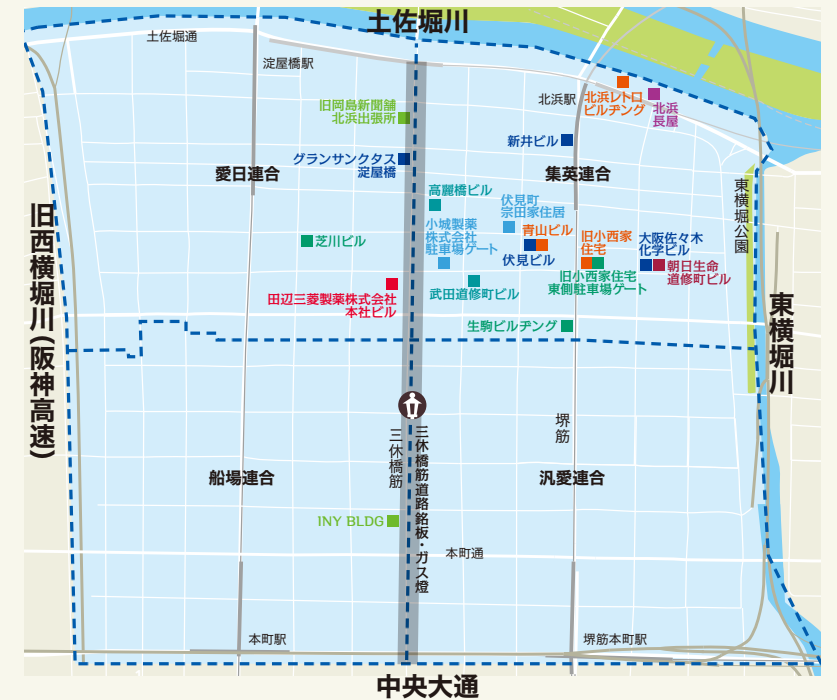 土佐堀川
土佐堀通
淀屋橋駅
北浜駅
北浜レトロ
ビルヂング
北浜
長屋
旧岡島新聞舗
北浜出張所
新井ビル
グランサンクタス
淀屋橋
愛日連合
集英連合
東横堀公園
高麗橋ビル
伏見町
宗田家住居
小城製薬
株式会社
駐車場ゲート
青山ビル
伏見ビル
旧小西家
住宅
大阪佐々木
化学ビル
芝川ビル
朝日生命
道修町ビル
旧小西家住宅
東側駐車場ゲート
武田道修町ビル
田辺三菱製薬株式会社
本社ビル
生駒ビルヂング
旧西横堀川(阪神高速)
東横堀川
堺筋
三休橋筋
三休橋筋道路銘板・ガス燈
船場連合
汎愛連合
INY BLDG
本町通
本町駅
堺筋本町駅
中央大通